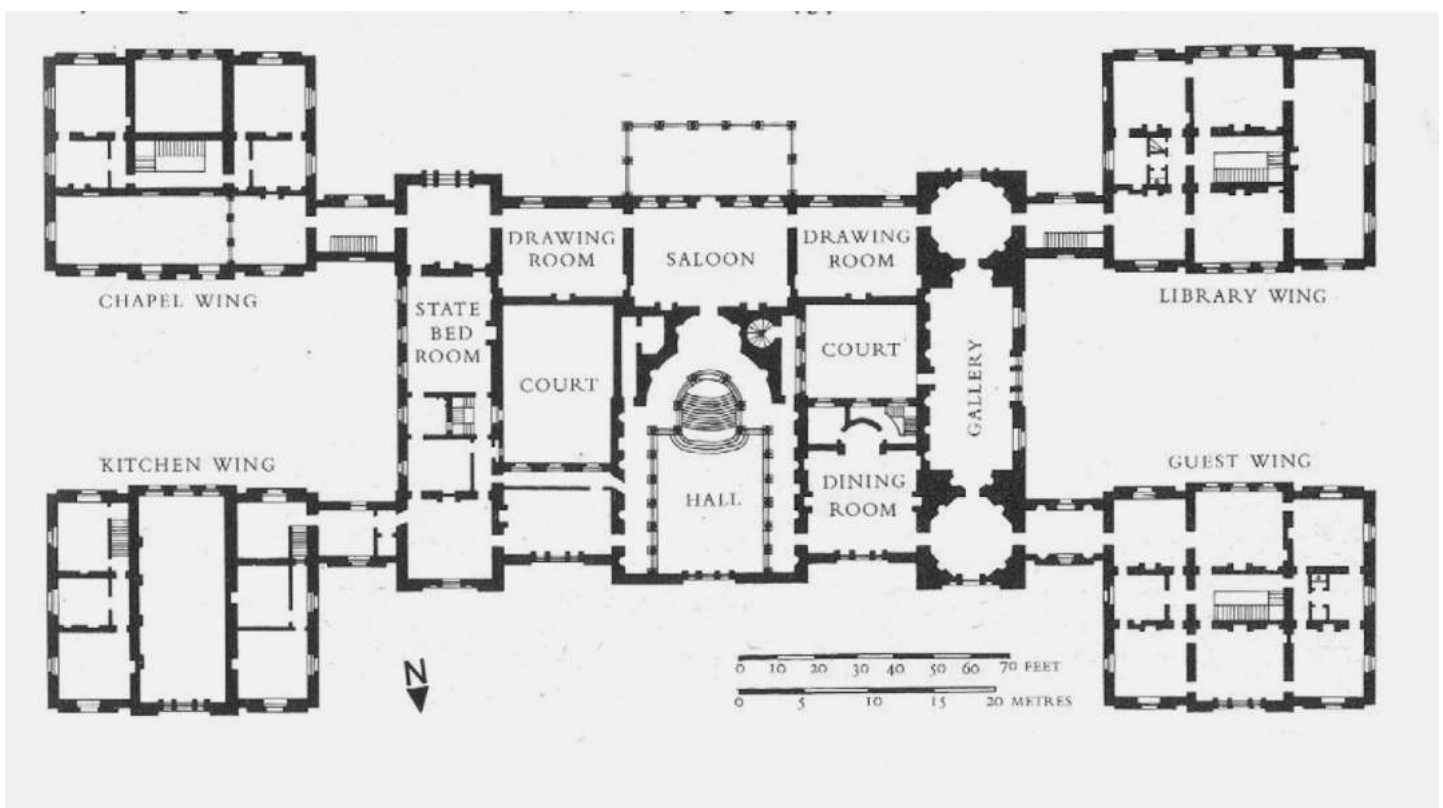 DRAWING
ROOM
SALOON
DRAWING
ROOM
CHAPEL WING
LIBRARY WING
STATE
BED
ROOM
COURT
COURT
GALLERY
KITCHEN WING
GUEST WING
HALL
DINING
ROOM
N
0 10 20 30 40 50 60 70 FEET
0 5 10 15 20 METRES